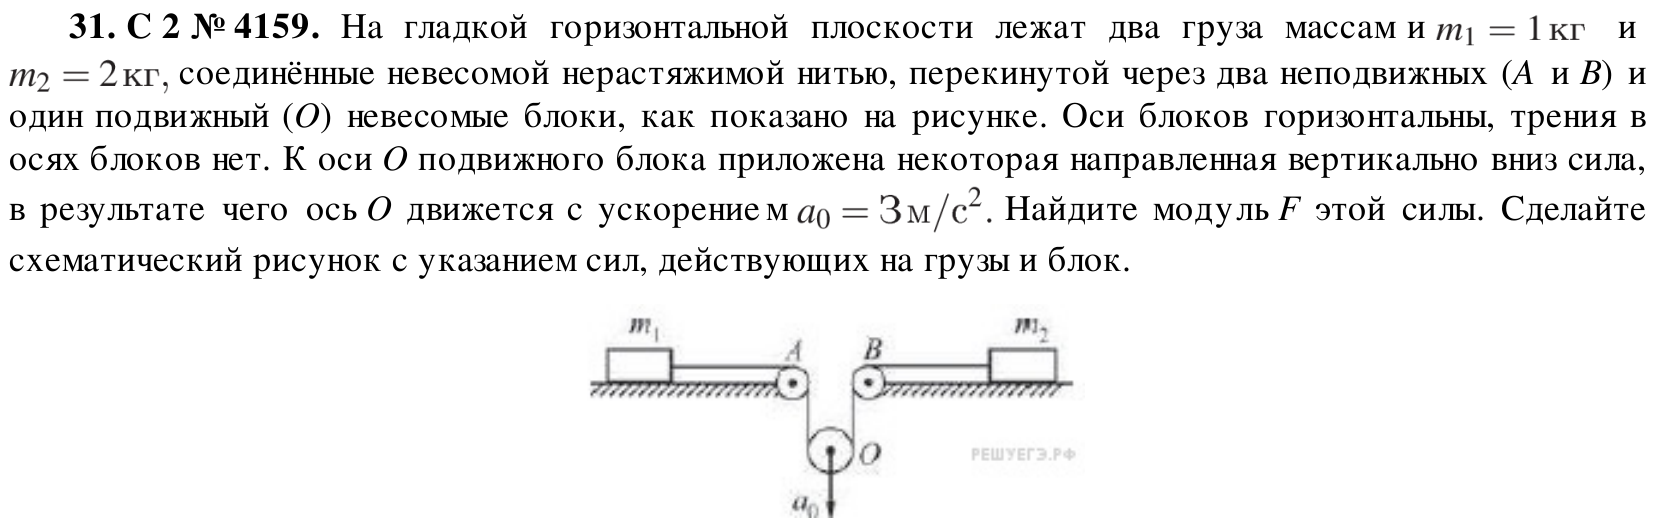 31. С 2 № 4159. На гладкой горизонтальной плоскости лежат два груза массам и m₁ = 1 кг и
m₂ = 2 кг, соединённые невесомой нерастяжимой нитью, перекинутой через два неподвижных (A и B) и
один подвижный (O) невесомые блоки, как показано на рисунке. Оси блоков горизонтальны, трения в
осях блоков нет. К оси O подвижного блока приложена некоторая направленная вертикально вниз сила,
в результате чего ось O движется с ускорение м a₀ = 3 м/с². Найдите модуль F этой силы. Сделайте
схематический рисунок с указанием сил, действующих на грузы и блок.
m₁ m₂
A B
O
РЕШУЕГЭ.РФ
a₀